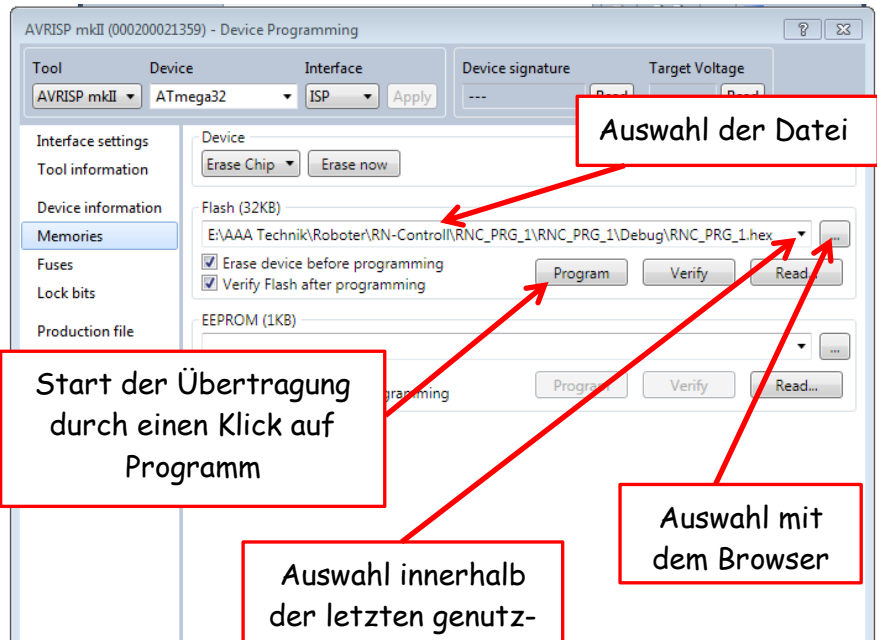 AVRISP mkII (000200021359) - Device Programming
Tool Device Interface Device signature Target Voltage
AVRISP mkII ATmega32 ISP Apply --- Read Read
Auswahl der Datei
Interface settings
Tool information
Device information
Memories
Fuses
Lock bits
Production file
Device
Erase Chip Erase now
Flash (32KB)
E:\AAA Technik\Roboter\RN-Controll\RNC_PRG_1\RNC_PRG_1\Debug\RNC_PRG_1.hex ...
Erase device before programming
Verify Flash after programming
Program Verify Read...
EEPROM (1KB)
...
Program Verify Read...
Start der Übertragung
durch einen Klick auf
Programm
Auswahl mit
dem Browser
Auswahl innerhalb
der letzten genutz-